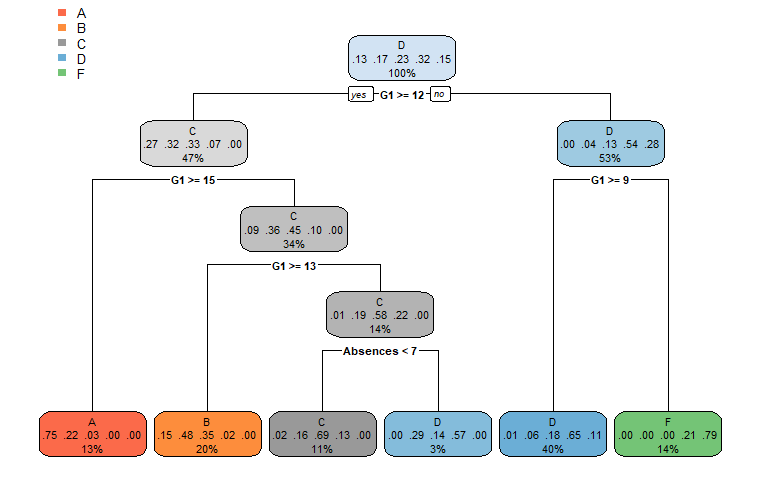 A
B
C
D
F
D
.13 .17 .23 .32 .15
100%
yes G1 >= 12 no
C
.27 .32 .33 .07 .00
47%
D
.00 .04 .13 .54 .28
53%
G1 >= 15
G1 >= 9
C
.09 .36 .45 .10 .00
34%
G1 >= 13
C
.01 .19 .58 .22 .00
14%
Absences < 7
A
.75 .22 .03 .00 .00
13%
B
.15 .48 .35 .02 .00
20%
C
.02 .16 .69 .13 .00
11%
D
.00 .29 .14 .57 .00
3%
D
.01 .06 .18 .65 .11
40%
F
.00 .00 .00 .21 .79
14%